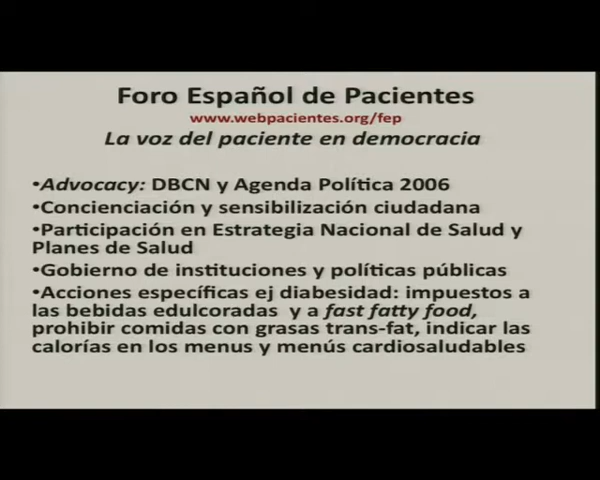 Foro Español de Pacientes
www.webpacientes.org/fep
La voz del paciente en democracia
•Advocacy: DBCN y Agenda Política 2006
•Concienciación y sensibilización ciudadana
•Participación en Estrategia Nacional de Salud y
Planes de Salud
•Gobierno de instituciones y políticas públicas
•Acciones específicas ej diabesidad: impuestos a
las bebidas edulcoradas y a fast fatty food,
prohibir comidas con grasas trans-fat, indicar las
calorías en los menus y menús cardiosaludables